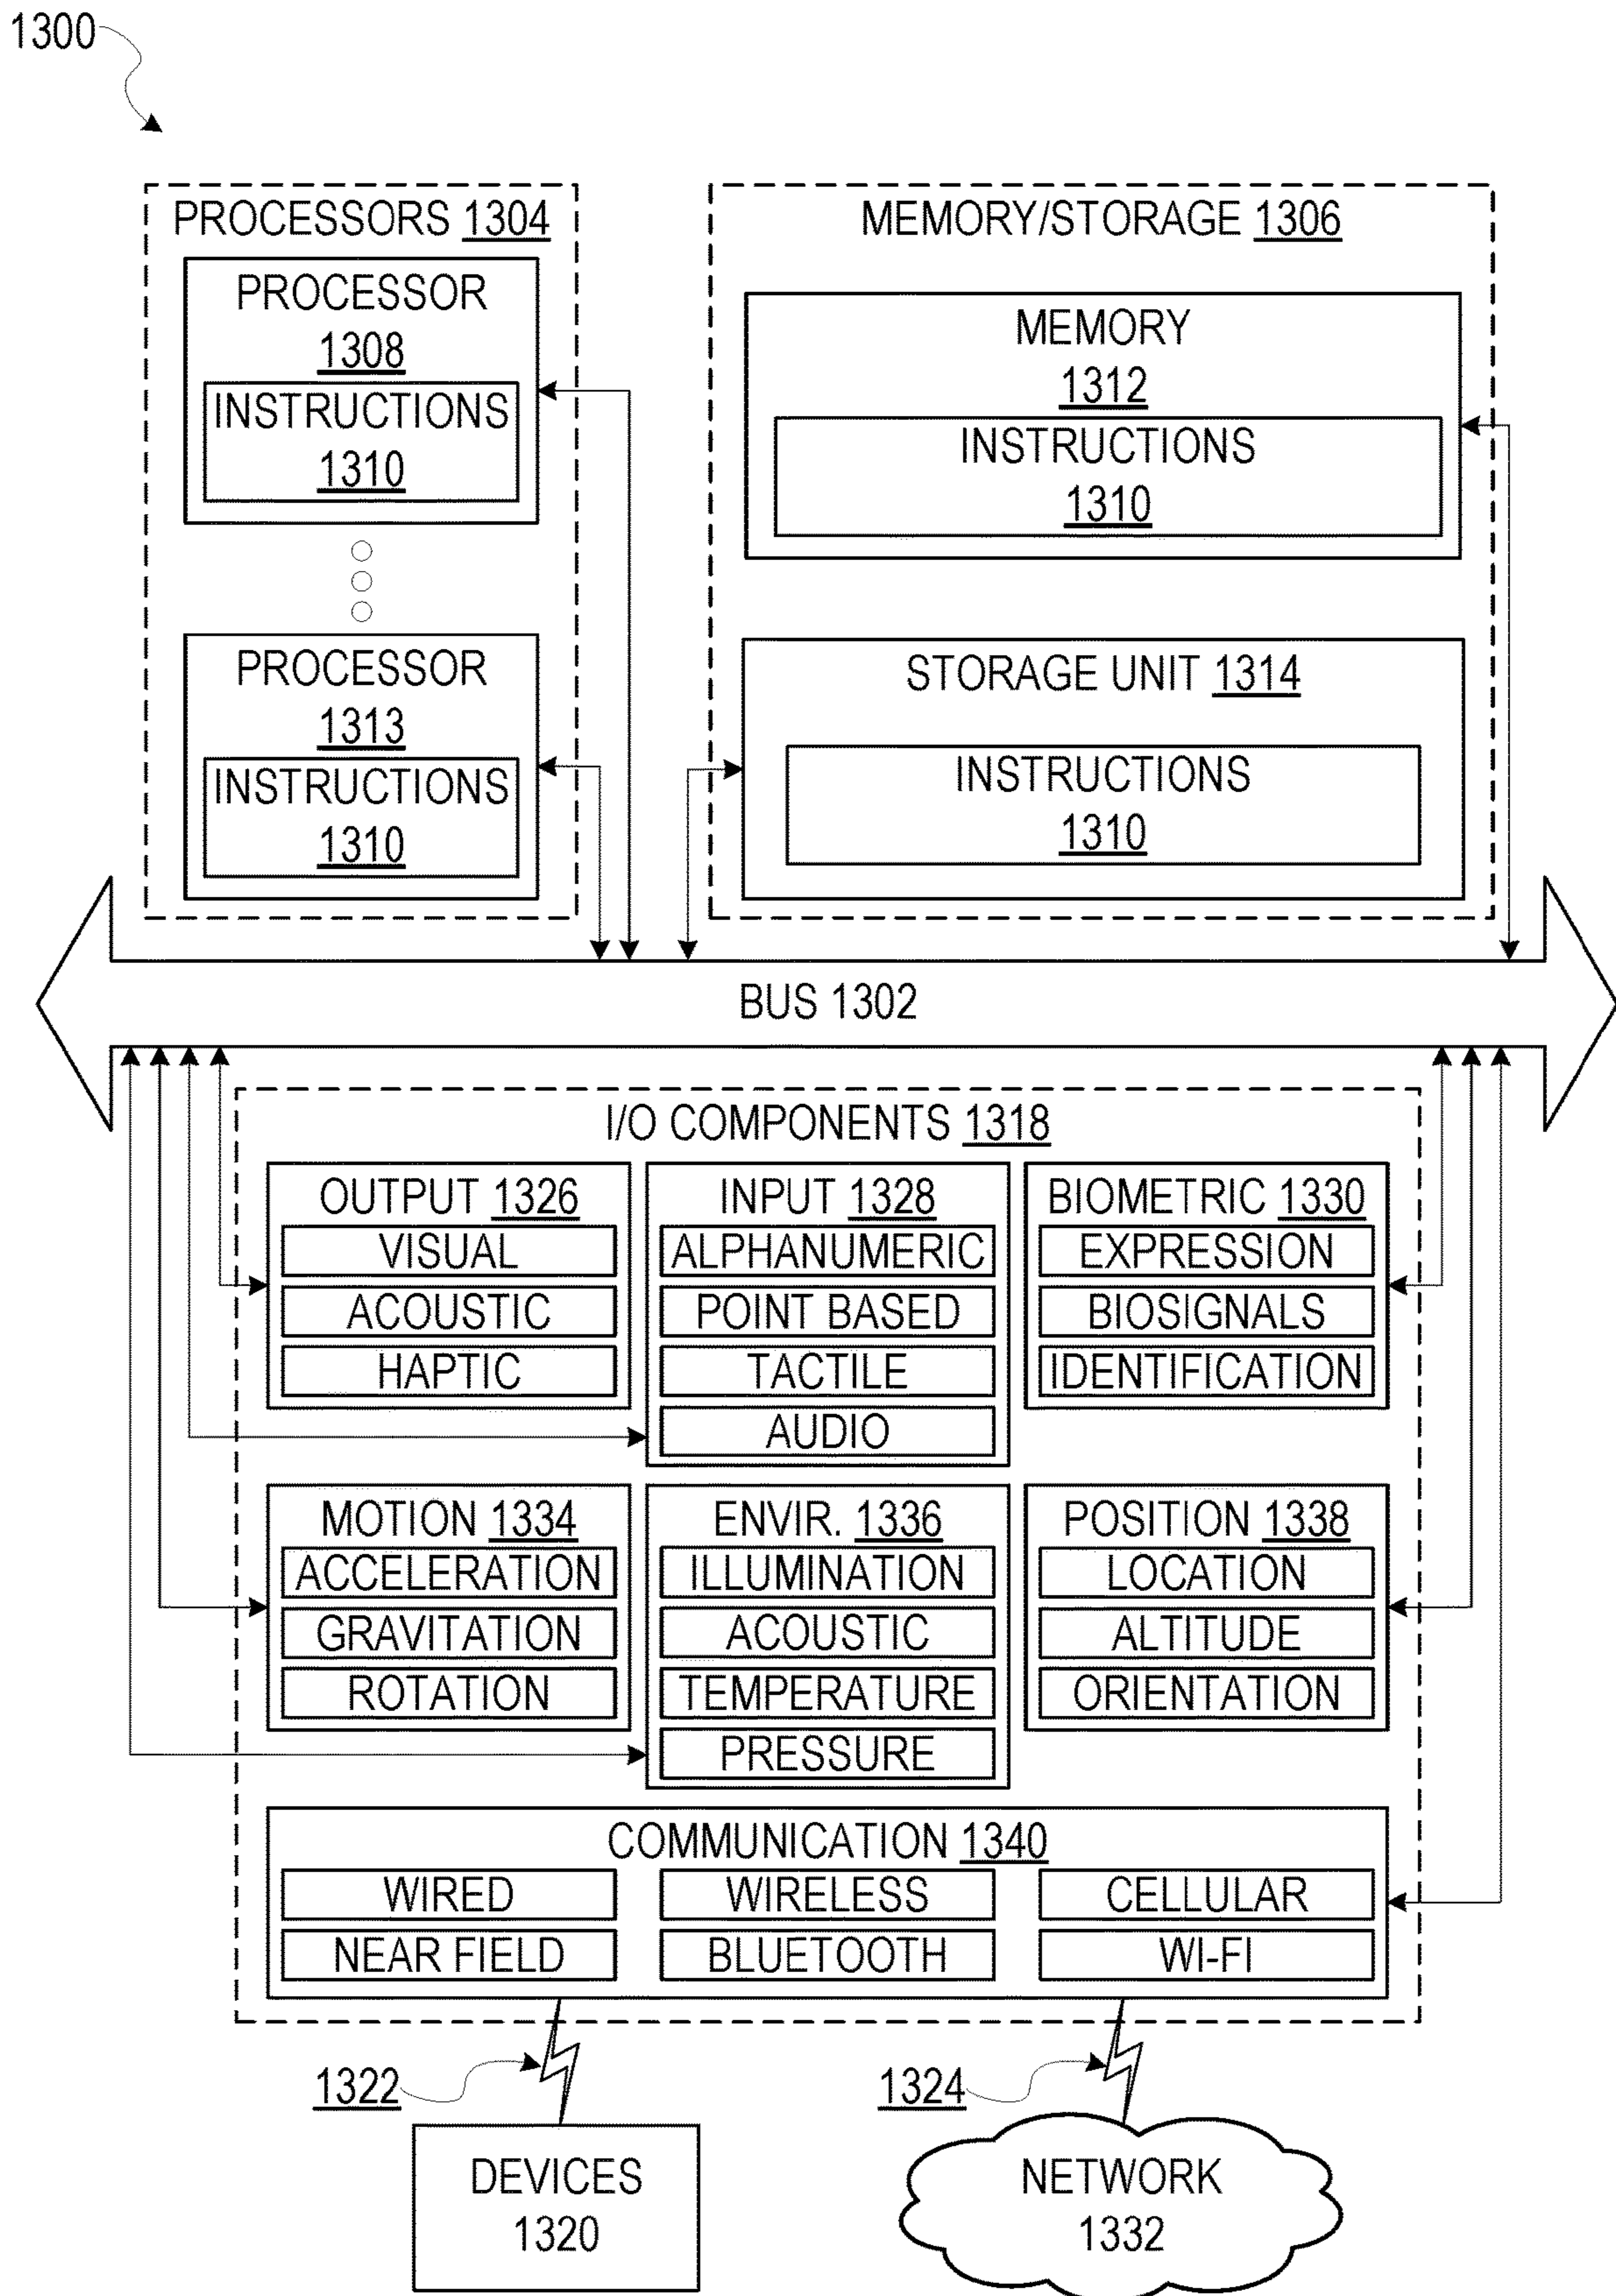 1300
PROCESSORS 1304
PROCESSOR
1308
INSTRUCTIONS
1310
PROCESSOR
1313
INSTRUCTIONS
1310
MEMORY/STORAGE 1306
MEMORY
1312
INSTRUCTIONS
1310
STORAGE UNIT 1314
INSTRUCTIONS
1310
BUS 1302
I/O COMPONENTS 1318
OUTPUT 1326
VISUAL
ACOUSTIC
HAPTIC
INPUT 1328
ALPHANUMERIC
POINT BASED
TACTILE
AUDIO
BIOMETRIC 1330
EXPRESSION
BIOSIGNALS
IDENTIFICATION
MOTION 1334
ACCELERATION
GRAVITATION
ROTATION
ENVIR. 1336
ILLUMINATION
ACOUSTIC
TEMPERATURE
PRESSURE
POSITION 1338
LOCATION
ALTITUDE
ORIENTATION
COMMUNICATION 1340
WIRED
WIRELESS
CELLULAR
NEAR FIELD
BLUETOOTH
WI-FI
1322
1324
DEVICES
1320
NETWORK
1332